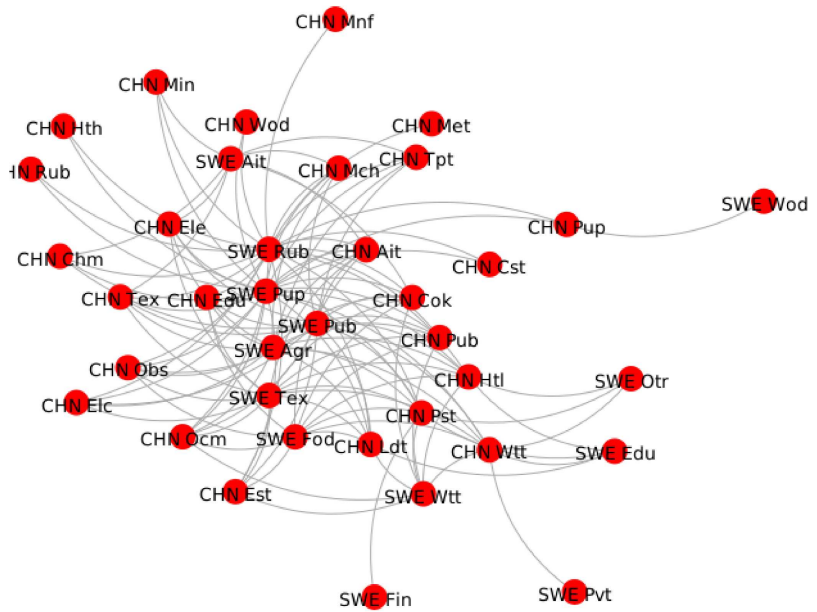 CHN Mnf
CHN Min
CHN Hth
CHN Wod
CHN Met
SWE Ait
CHN Mch
CHN Tpt
HN Rub
SWE Wod
CHN Ele
CHN Pup
SWE Rub
CHN Ait
CHN Chm
CHN Cst
CHN Tex
CHN Edu
SWE Pup
CHN Cok
SWE Pub
CHN Pub
SWE Agr
CHN Obs
CHN Htl
SWE Otr
CHN Elc
SWE Tex
CHN Pst
CHN Ocm
SWE Fod
CHN Ldt
CHN Wtt
SWE Edu
CHN Est
SWE Wtt
SWE Fin
SWE Pvt